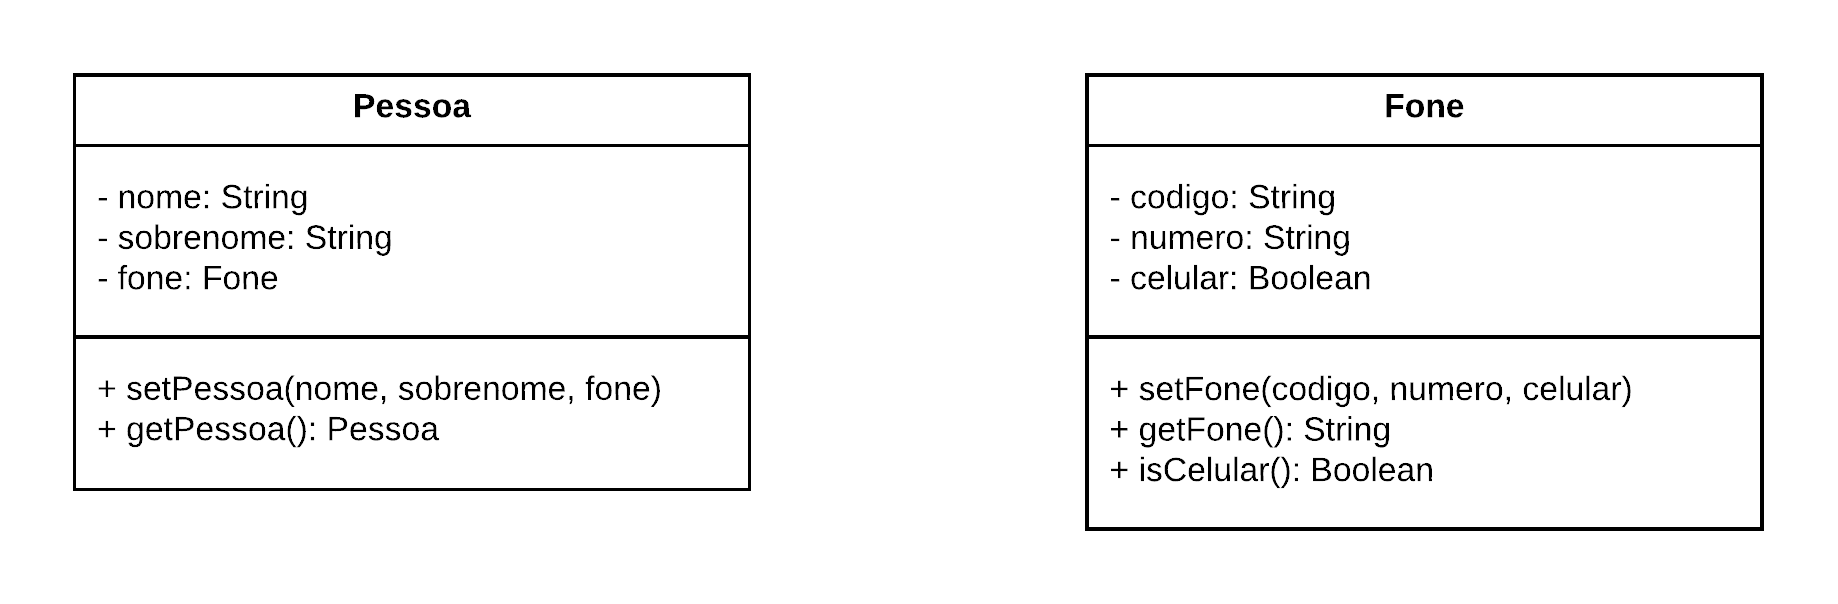 Pessoa
- nome: String
- sobrenome: String
- fone: Fone
+ setPessoa(nome, sobrenome, fone)
+ getPessoa(): Pessoa
Fone
- codigo: String
- numero: String
- celular: Boolean
+ setFone(codigo, numero, celular)
+ getFone(): String
+ isCelular(): Boolean